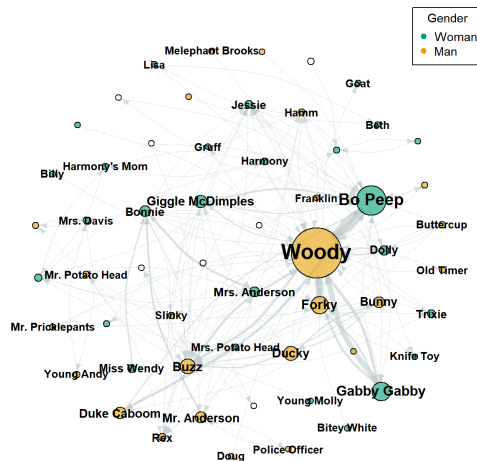 Gender
Woman
Man
Melephant Brooks
Lisa
Goat
Jessie
Hamm
Beth
Gruff
Harmony
Harmony's Mom
Billy
Giggle McDimples
Franklin
Bo Peep
Bonnie
Mrs. Davis
Buttercup
Woody
Dolly
Mr. Potato Head
Old Timer
Mrs. Anderson
Forky
Bunny
Trixie
Slinky
Mr. Pricklepants
Mrs. Potato Head
Ducky
Knife Toy
Miss Wendy
Buzz
Young Andy
Gabby Gabby
Young Molly
Duke Caboom
Mr. Anderson
Bitey White
Rex
Police Officer
Doug